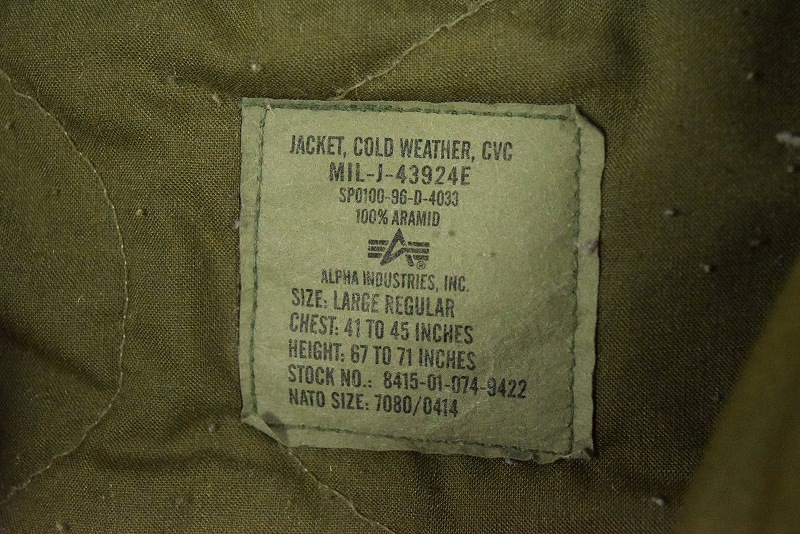 JACKET, COLD WEATHER, CVC
MIL-J-43924E
SPO100-96-D-4033
100% ARAMID
®
ALPHA INDUSTRIES, INC.
SIZE: LARGE REGULAR
CHEST: 41 TO 45 INCHES
HEIGHT: 67 TO 71 INCHES
STOCK NO.: 8415-01-074-9422
NATO SIZE: 7080/0414